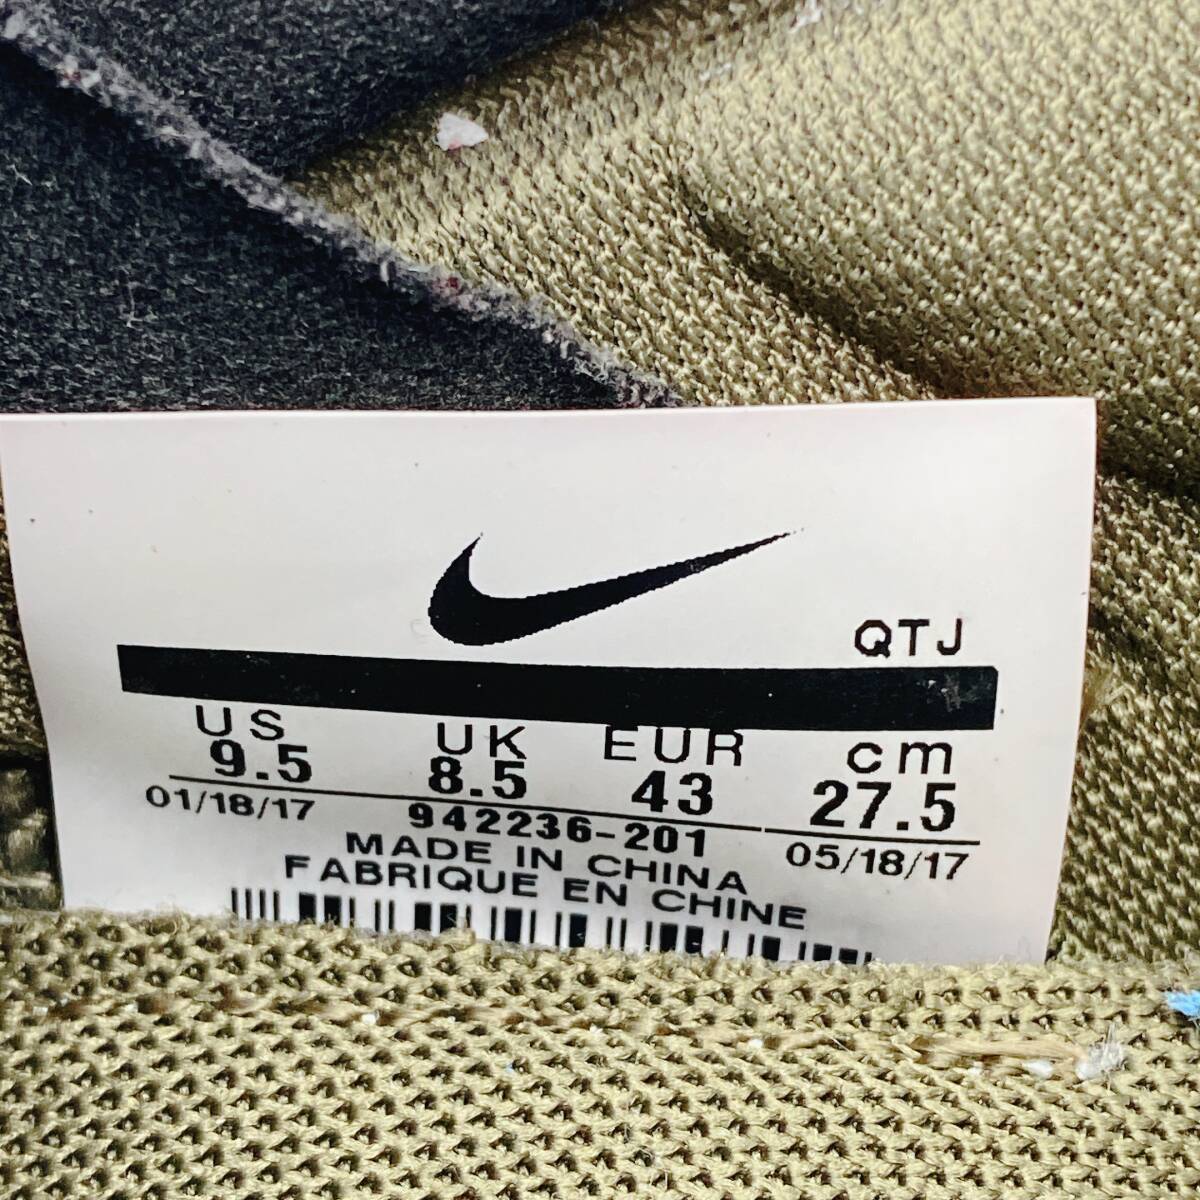 QTJ
US UK EUR cm
9.5 8.5 43 27.5
01/18/17 942236-201 05/18/17
MADE IN CHINA
FABRIQUE EN CHINE